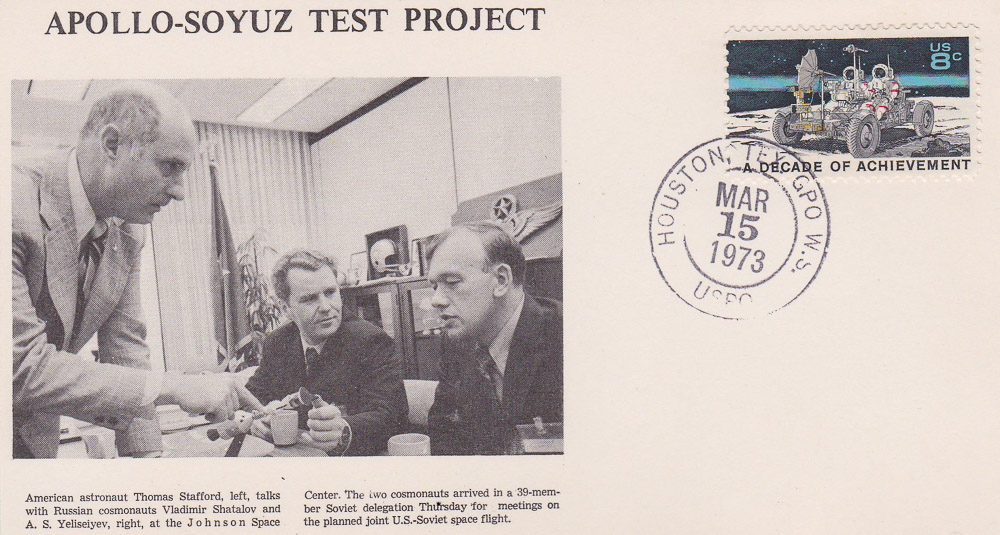 APOLLO-SOYUZ TEST PROJECT
US
8c
A DECADE OF ACHIEVEMENT
HOUSTON, TEX. GPO W.S.
MAR
15
1973
USPO
American astronaut Thomas Stafford, left, talks
with Russian cosmonauts Vladimir Shatalov and
A. S. Yeliseiyev, right, at the Johnson Space
Center. The two cosmonauts arrived in a 39-mem-
ber Soviet delegation Thursday for meetings on
the planned joint U.S.-Soviet space flight.